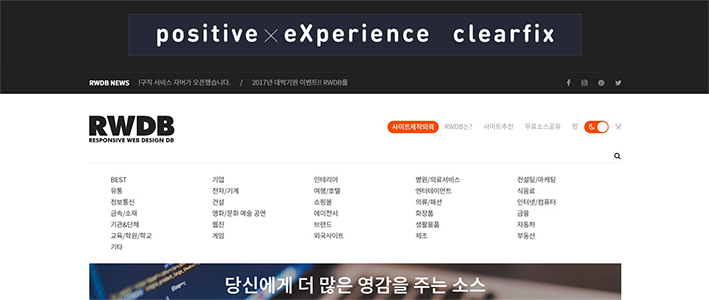 positive × eXperience clearfix
RWDB NEWS !구직 서비스 자버가 오픈했습니다. / 2017년 대박기원 이벤트!! RWDB를
RWDB
RESPONSIVE WEB DESIGN DB
사이트제작의뢰 RWDB는? 사이트추천 무료소스공유 밤 낮
BEST 기업 인테리어 병원/의료서비스 컨설팅/마케팅
유통 전자/기계 여행/호텔 엔터테이먼트 식음료
정보통신 건설 쇼핑몰 의류/패션 인터넷/컴퓨터
금속/소재 영화/문화 예술 공연 에이전시 화장품 금융
기관&단체 웹진 브랜드 생활용품 자동차
교육/학원/학교 게임 외국사이트 제조 부동산
기타
당신에게 더 많은 영감을 주는 소스